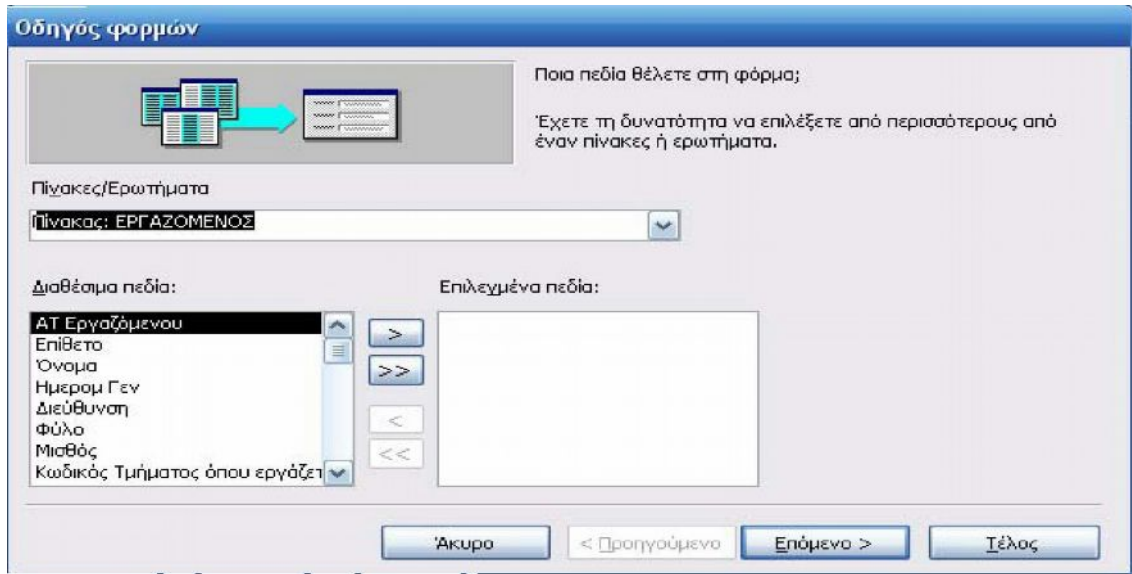 Οδηγός φορμών
Ποια πεδία θέλετε στη φόρμα;
Έχετε τη δυνατότητα να επιλέξετε από περισσότερους από
έναν πίνακες ή ερωτήματα.
Πίνακες/Ερωτήματα
Πίνακας: ΕΡΓΑΖΟΜΕΝΟΣ
Διαθέσιμα πεδία:
Επιλεγμένα πεδία:
ΑΤ Εργαζόμενου
Επίθετο
Όνομα
Ημερομ Γεν
Διεύθυνση
Φύλο
Μισθός
Κωδικός Τμήματος όπου εργάζετ
>
>>
<
<<
Άκυρο
< Προηγούμενο
Επόμενο >
Τέλος